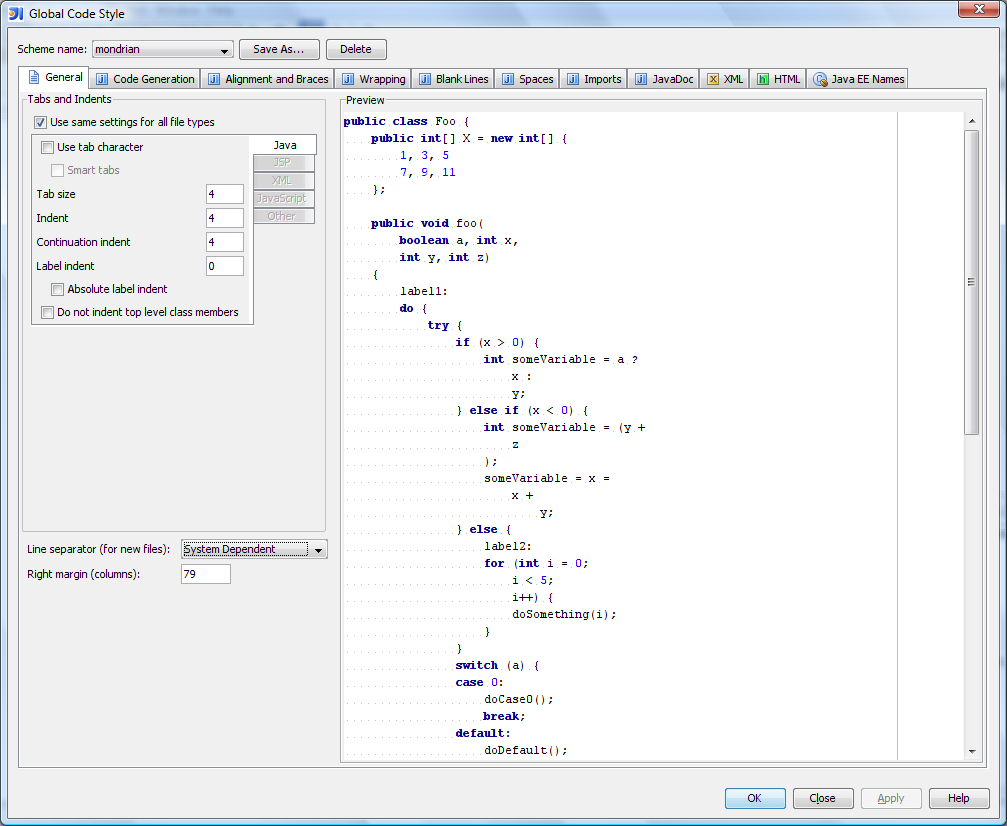 Global Code Style
Scheme name: mondrian Save As... Delete
General Code Generation Alignment and Braces Wrapping Blank Lines Spaces Imports JavaDoc XML HTML Java EE Names
Tabs and Indents
Use same settings for all file types
Use tab character
Smart tabs
Tab size 4
Indent 4
Continuation indent 4
Label indent 0
Absolute label indent
Do not indent top level class members
Java
JSP
XML
JavaScript
Other
Line separator (for new files): System Dependent
Right margin (columns): 79
Preview
public class Foo {
    public int[] X = new int[] {
        1, 3, 5
        7, 9, 11
    };

    public void foo(
        boolean a, int x,
        int y, int z)
    {
        label1:
        do {
            try {
                if (x > 0) {
                    int someVariable = a ?
                        x :
                        y;
                } else if (x < 0) {
                    int someVariable = (y +
                        z
                    );
                    someVariable = x =
                        x +
                            y;
                } else {
                    label2:
                    for (int i = 0;
                        i < 5;
                        i++) {
                        doSomething(i);
                    }
                }
                switch (a) {
                case 0:
                    doCase0();
                    break;
                default:
                    doDefault();
OK Close Apply Help